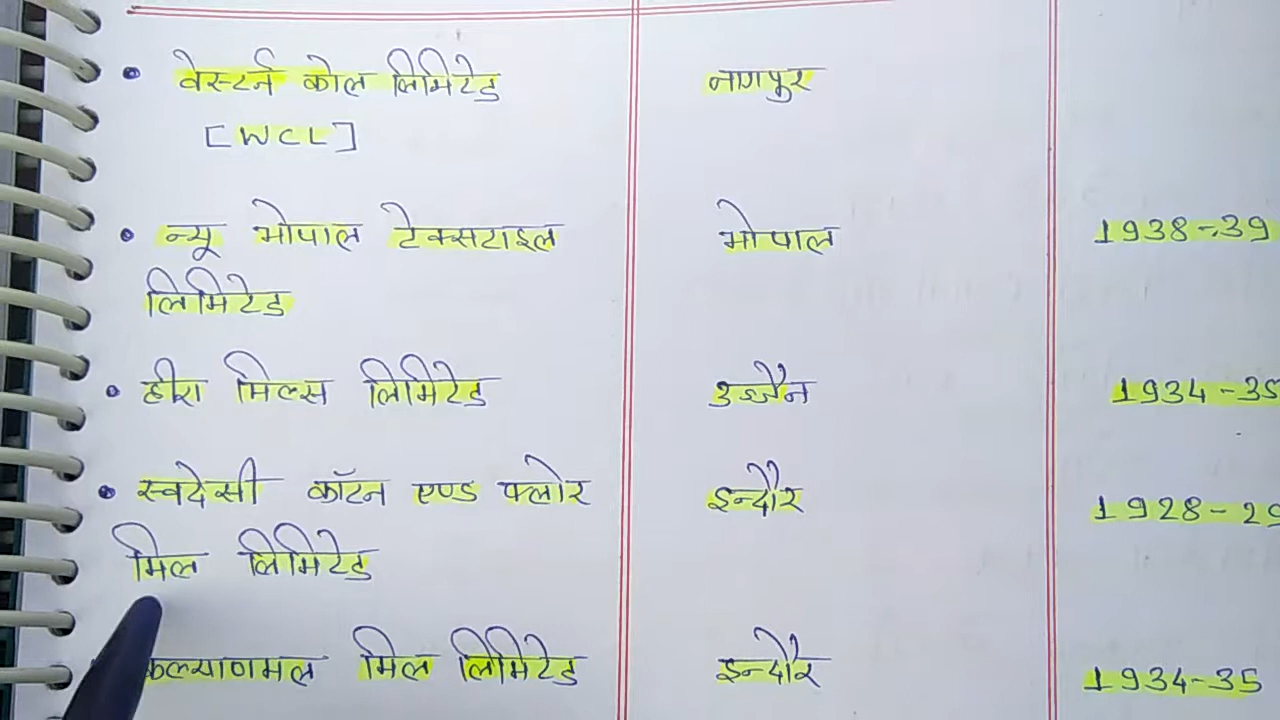 • वेस्टर्न कोल लिमिटेड नागपुर
[WCL]
• न्यू भोपाल टेक्सटाइल भोपाल 1938-39
लिमिटेड
• हीरा मिल्स लिमिटेड उज्जैन 1934-35
• स्वदेसी कॉटन एण्ड फ्लोर इन्दौर 1928-29
मिल लिमिटेड
कल्याणमल मिल लिमिटेड इन्दौर 1934-35